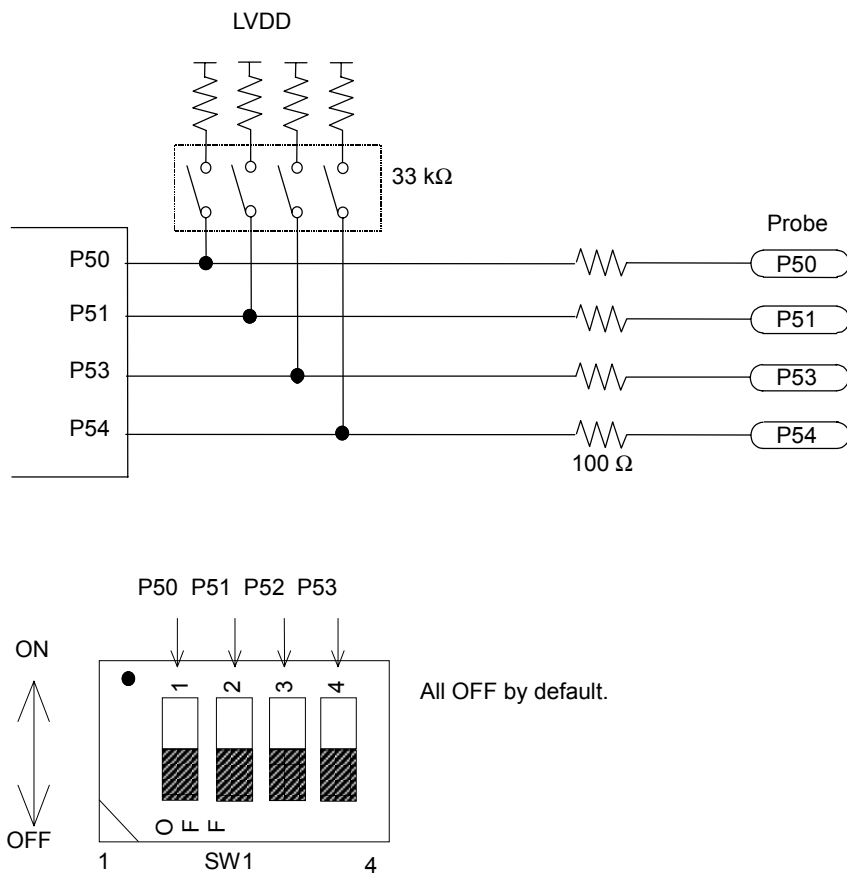 LVDD
33 kΩ
Probe
P50
P50
P51
P51
P53
P53
P54
P54
100 Ω
P50 P51 P52 P53
ON
1 2 3 4
All OFF by default.
OFF
OFF
1
SW1
4